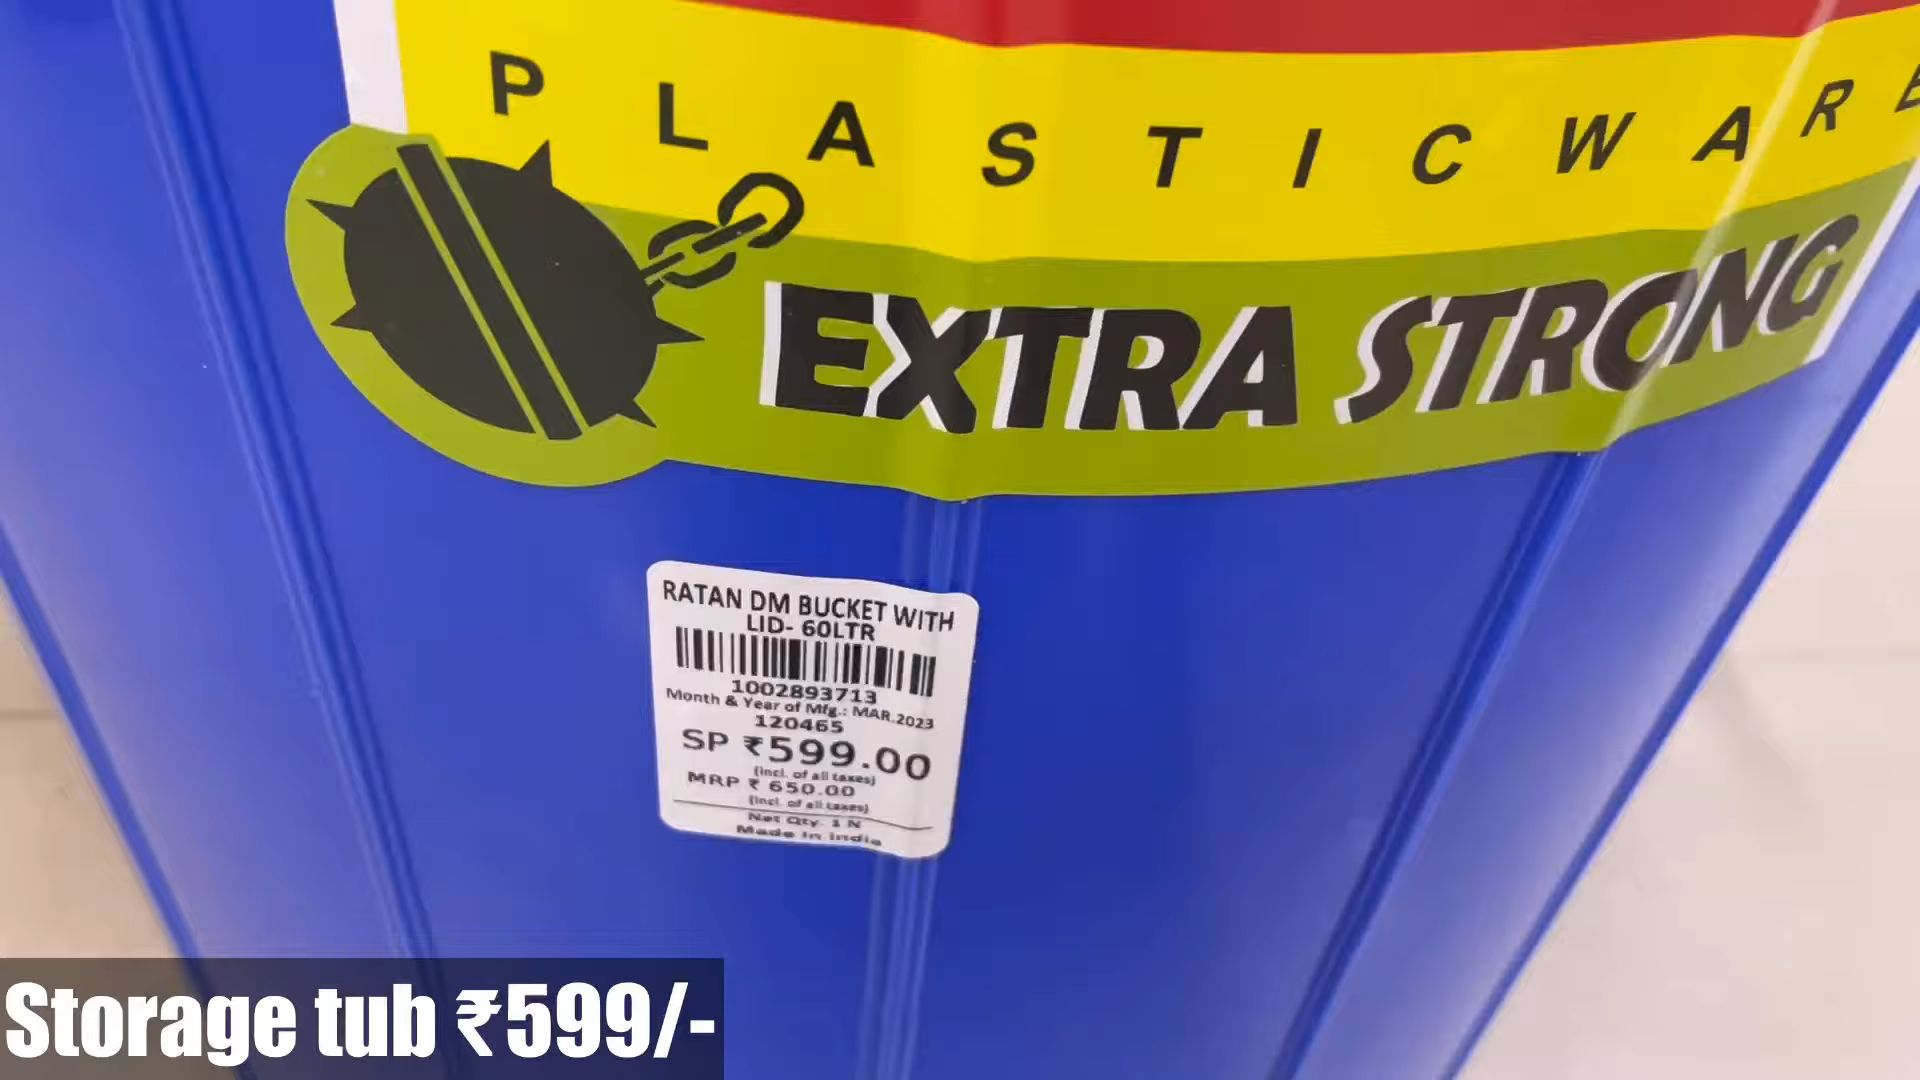 PLASTICWARE
EXTRA STRONG
RATAN DM BUCKET WITH
LID- 60LTR
1002893713
Month & Year of Mfg.: MAR.2023
120465
SP ₹599.00
(Incl. of all taxes)
MRP ₹ 650.00
(Incl. of all taxes)
Net Qty. 1 N
Made in India
Storage tub ₹599/-